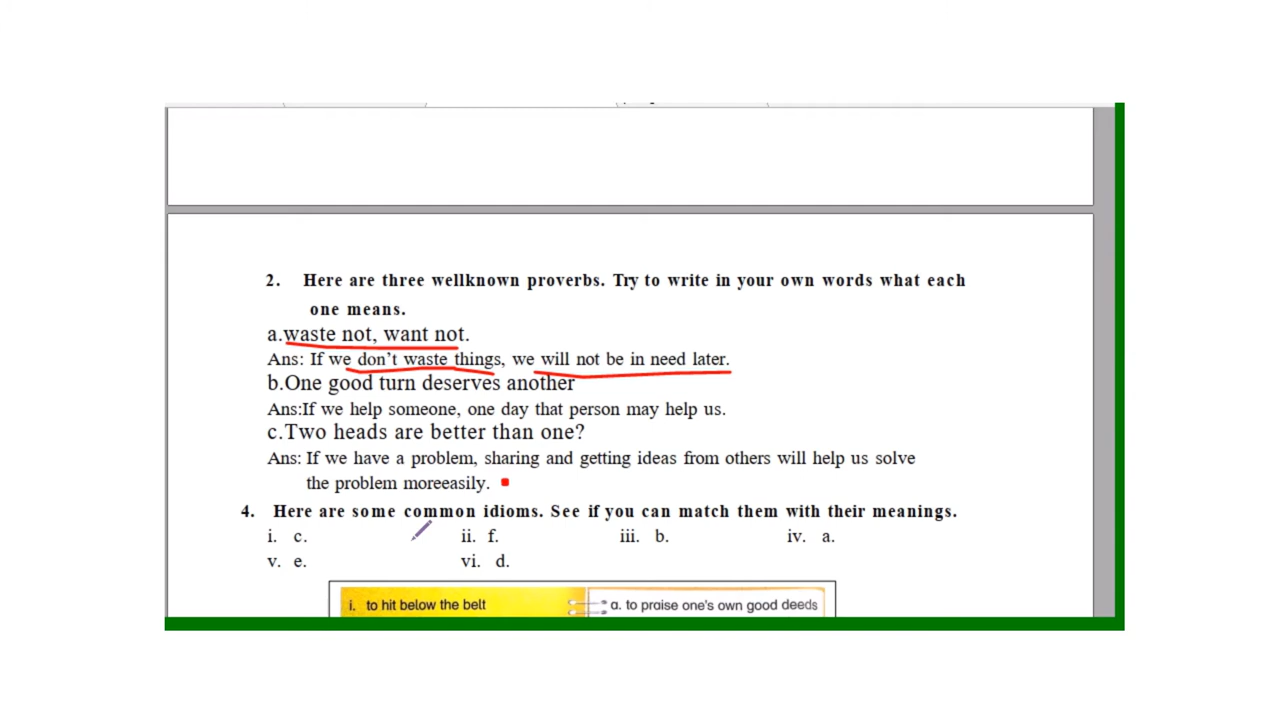 2. Here are three wellknown proverbs. Try to write in your own words what each
one means.
a.waste not, want not.
Ans: If we don't waste things, we will not be in need later.
b.One good turn deserves another
Ans:If we help someone, one day that person may help us.
c.Two heads are better than one?
Ans: If we have a problem, sharing and getting ideas from others will help us solve
the problem moreeasily.
4. Here are some common idioms. See if you can match them with their meanings.
i. c. ii. f. iii. b. iv. a.
v. e. vi. d.
i. to hit below the belt a. to praise one's own good deeds